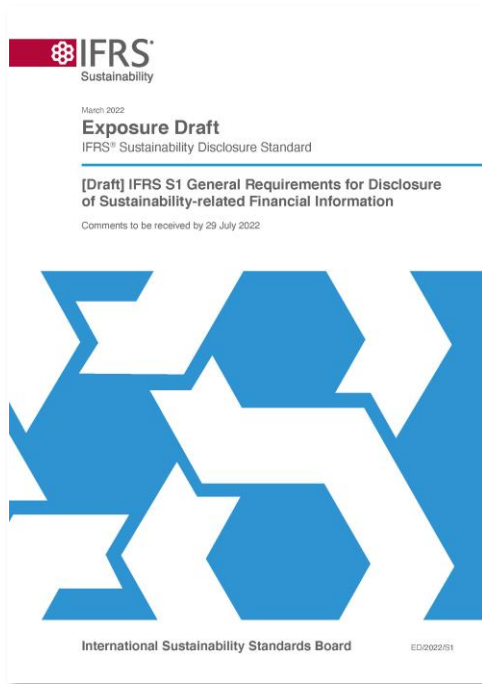 IFRS®
Sustainability
March 2022
Exposure Draft
IFRS® Sustainability Disclosure Standard
[Draft] IFRS S1 General Requirements for Disclosure
of Sustainability-related Financial Information
Comments to be received by 29 July 2022
International Sustainability Standards Board
ED/2022/S1